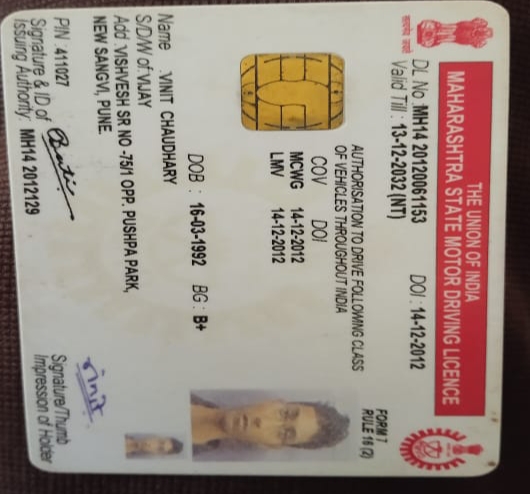 THE UNION OF INDIA
MAHARASHTRA STATE MOTOR DRIVING LICENCE
DL No MH14 20120061153 DOI : 14-12-2012
Valid Till : 13-12-2032 (NT)
FORM 7
RULE 16 (2)
AUTHORISATION TO DRIVE FOLLOWING CLASS
OF VEHICLES THROUGHOUT INDIA
COV DOI
MCWG 14-12-2012
LMV 14-12-2012
DOB : 16-03-1992 BG : B+
Name VINIT CHAUDHARY
S/D/W of VIJAY
Add VISHVESH SR NO -75/1 OPP. PUSHPA PARK,
NEW SANGVI, PUNE.
PIN 411027
Signature & ID of
Issuing Authority: MH14 2012129
Signature/Thumb
Impression of Holder